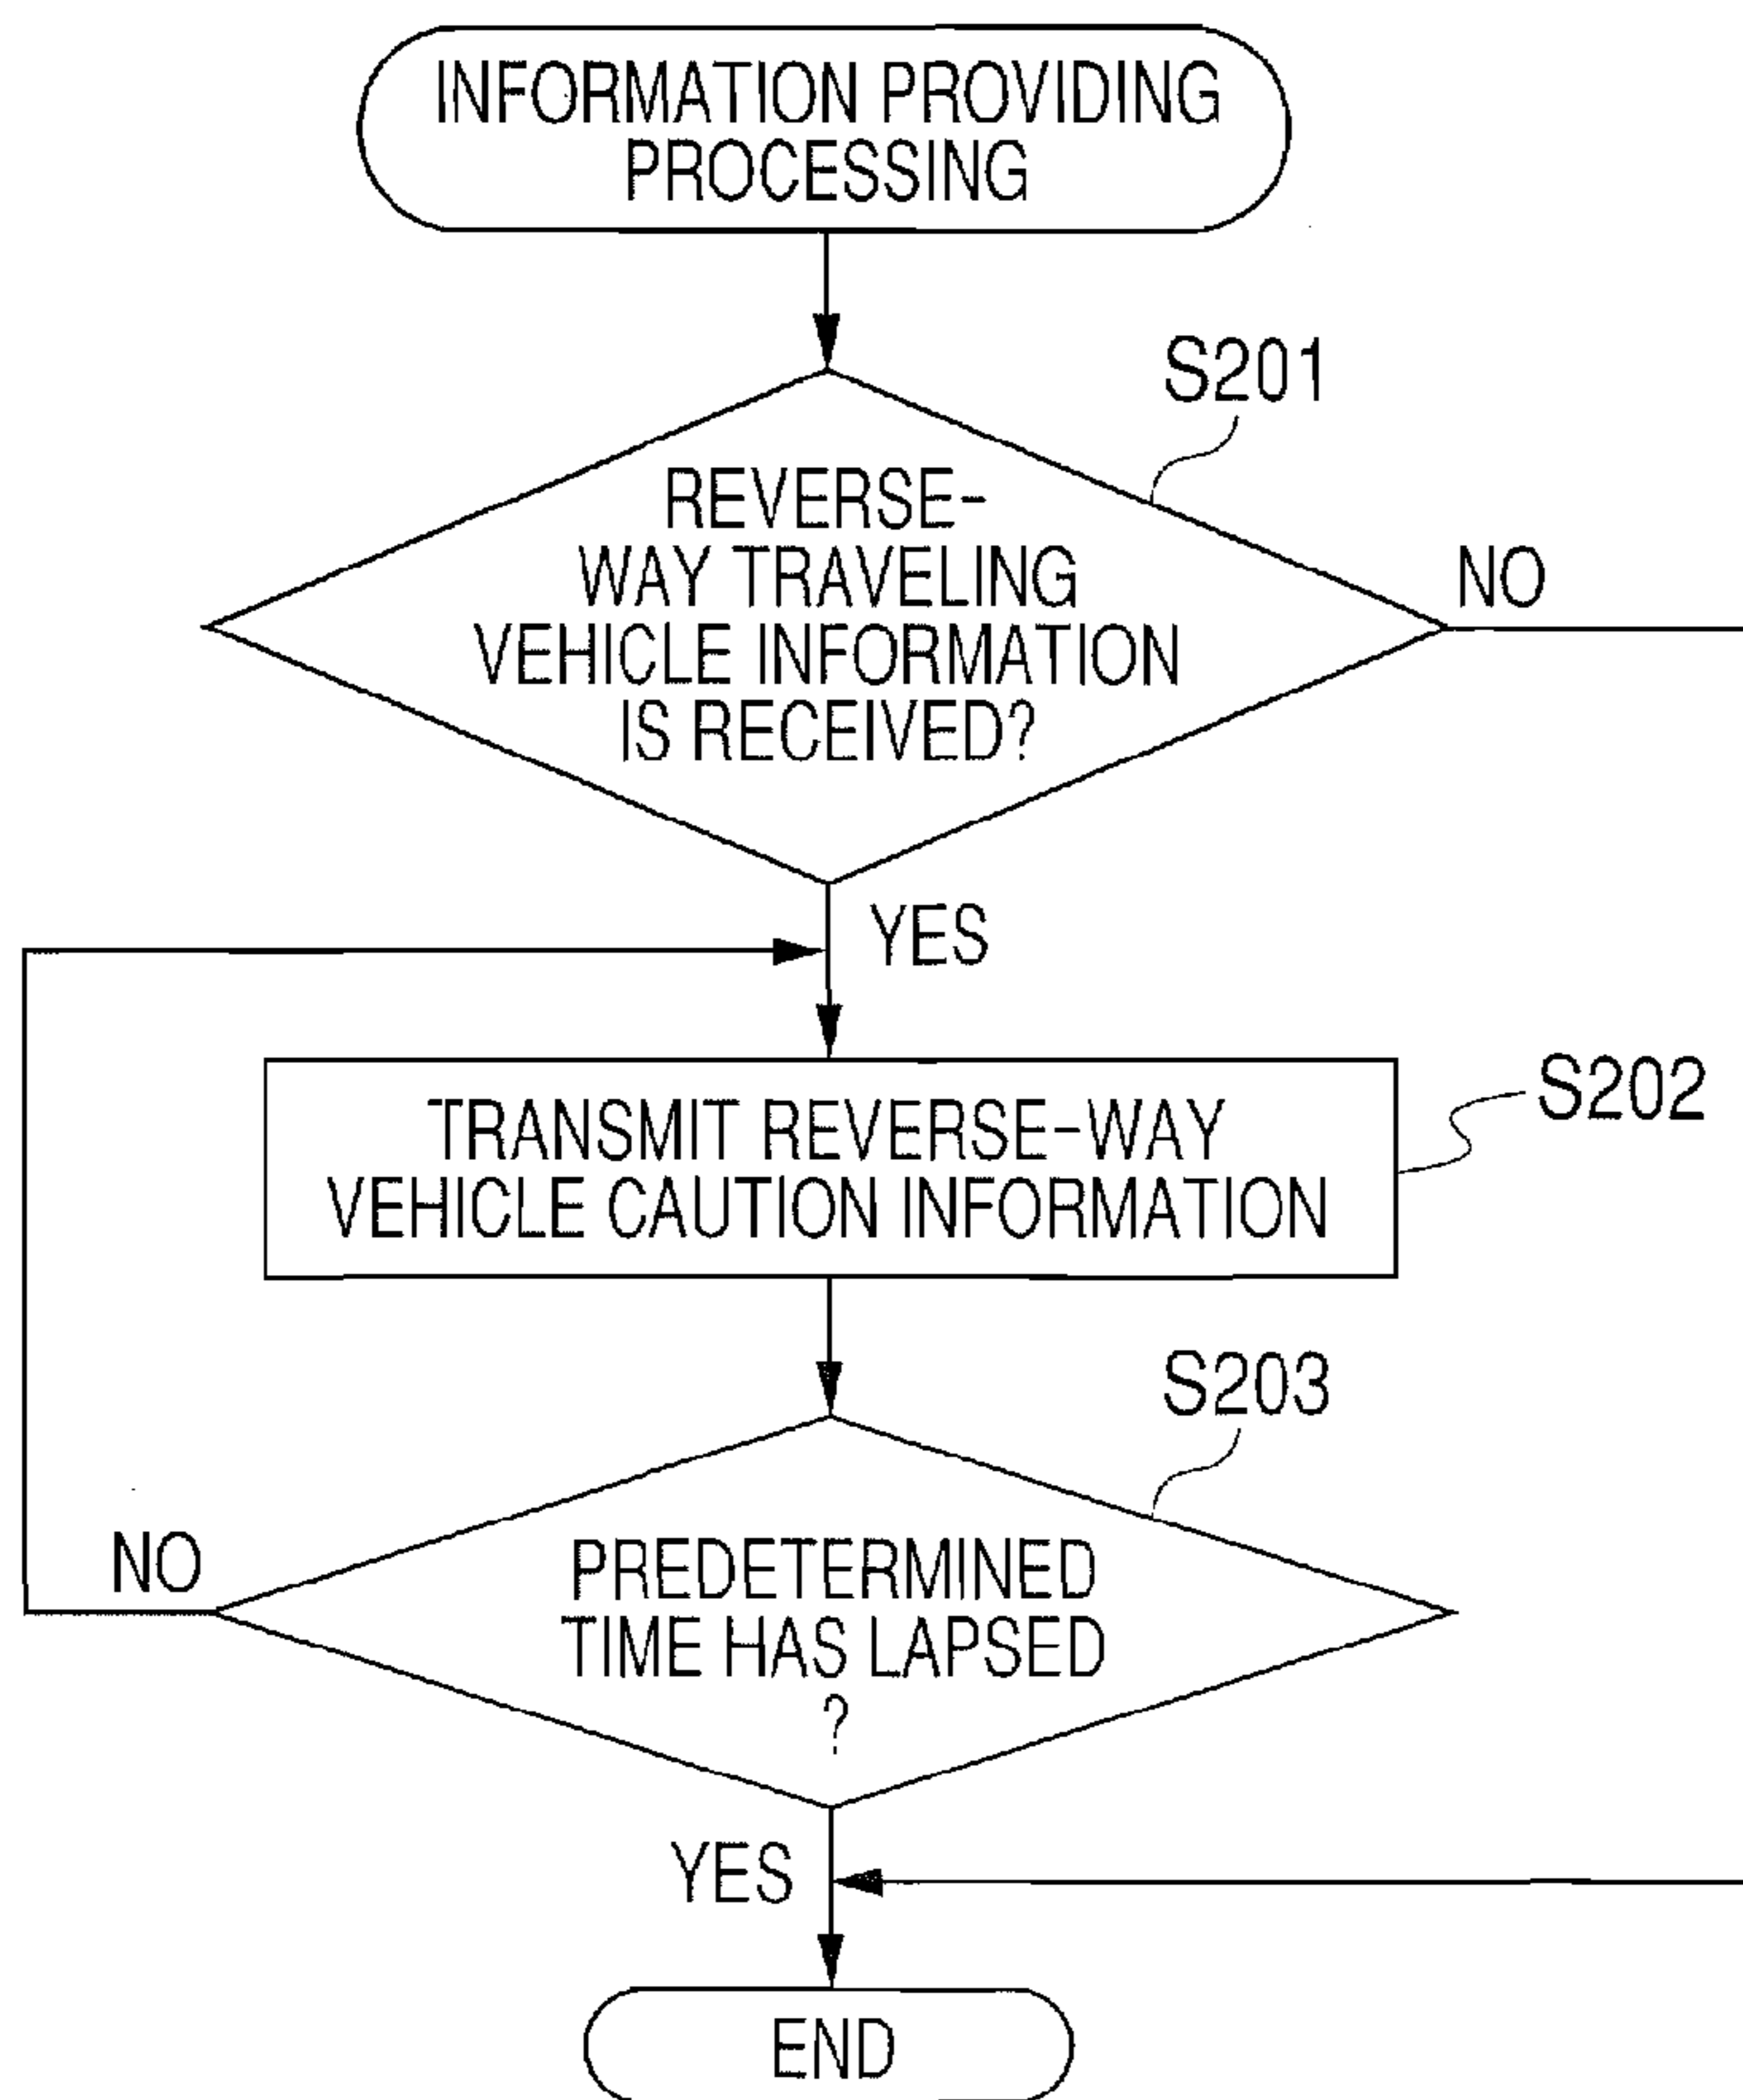 INFORMATION PROVIDING
PROCESSING
S201
REVERSE-
WAY TRAVELING
VEHICLE INFORMATION
IS RECEIVED?
NO
YES
TRANSMIT REVERSE-WAY
VEHICLE CAUTION INFORMATION
S202
S203
NO
PREDETERMINED
TIME HAS LAPSED
?
YES
END